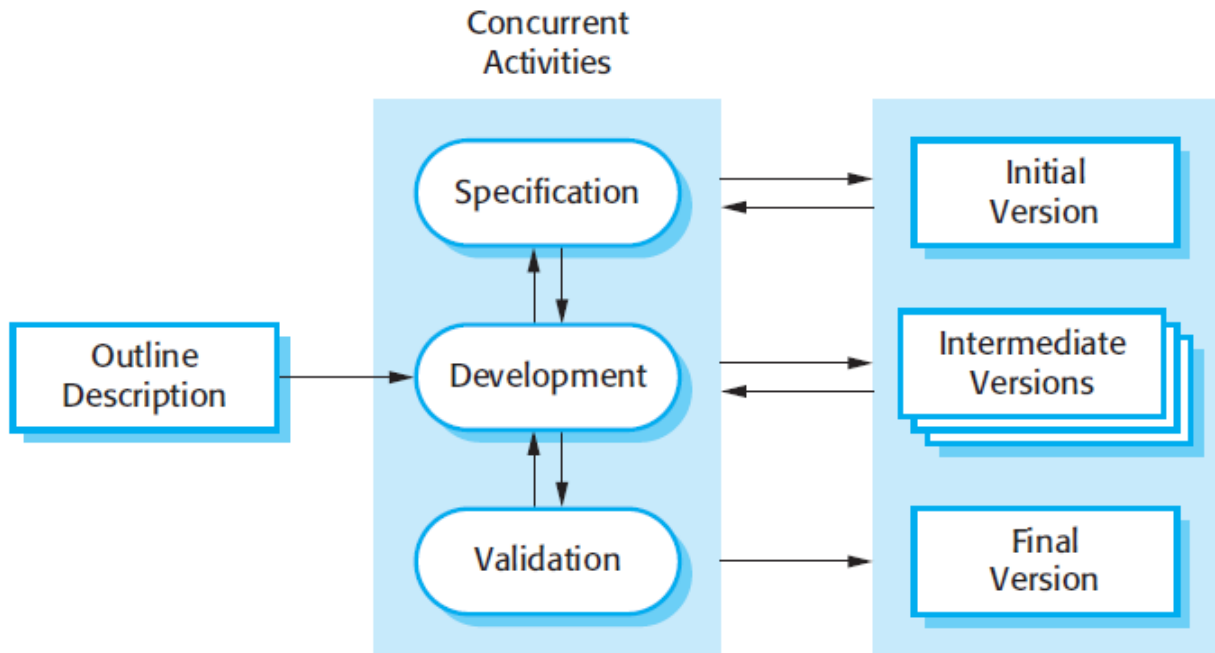 Concurrent
Activities
Specification
Initial
Version
Outline
Description
Development
Intermediate
Versions
Validation
Final
Version